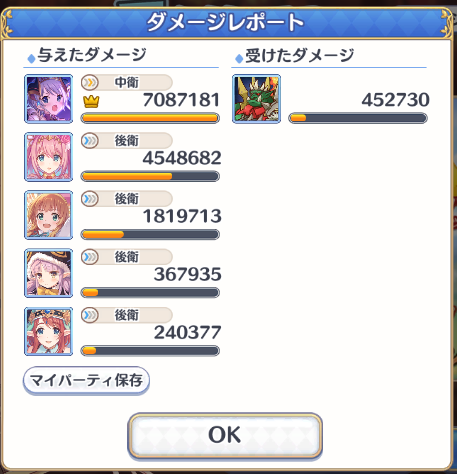 ダメージレポート
与えたダメージ
受けたダメージ
中衛
7087181
452730
後衛
4548682
後衛
1819713
後衛
367935
後衛
240377
マイパーティ保存
OK